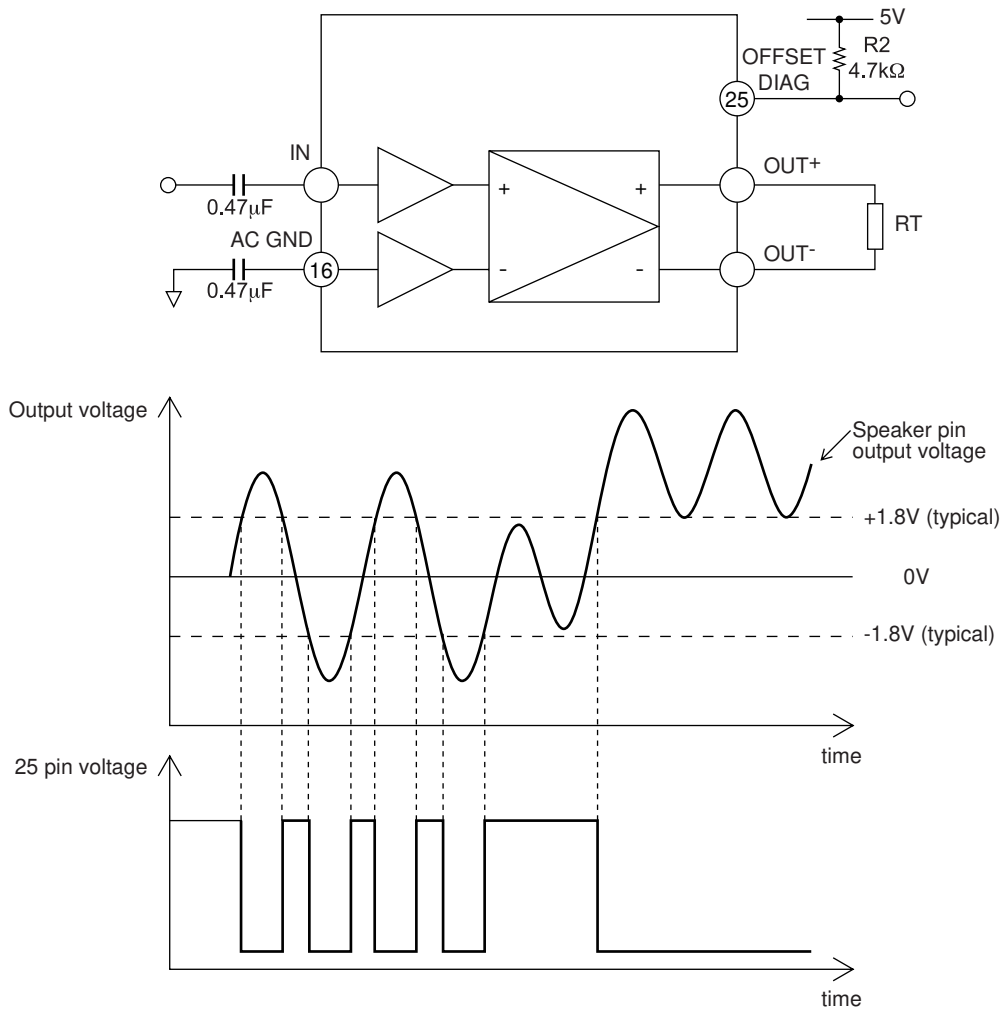 5V
OFFSET
DIAG
R2
4.7kΩ
25
IN
OUT+
0.47µF
+
+
RT
AC GND
OUT-
16
-
-
0.47µF
Output voltage
Speaker pin
output voltage
+1.8V (typical)
0V
-1.8V (typical)
time
25 pin voltage
time